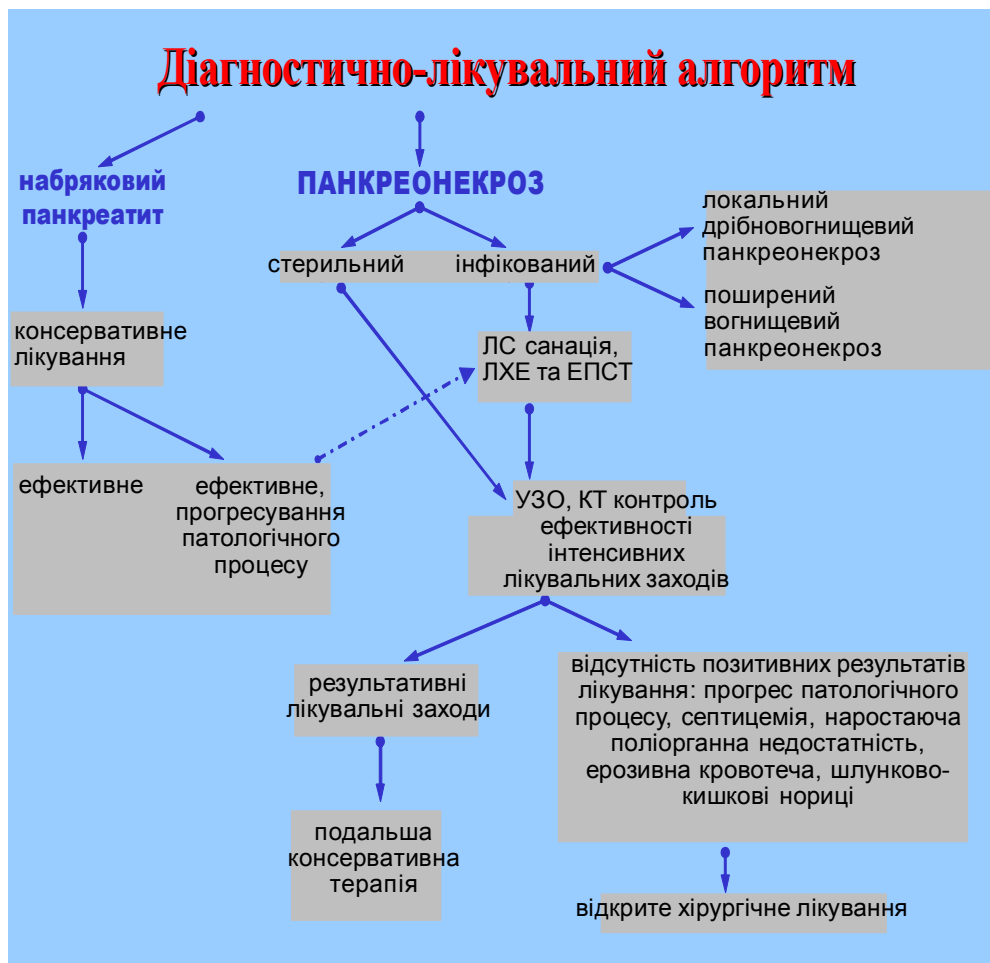 Діагностично-лікувальний алгоритм
набряковий
панкреатит
ПАНКРЕОНЕКРОЗ
стерильний
інфікований
локальний
дрібновогнищевий
панкреонекроз
поширений
вогнищевий
панкреонекроз
консервативне
лікування
ЛС санація,
ЛХЕ та ЕПСТ
ефективне
ефективне,
прогресування
патологічного
процесу
УЗО, КТ контроль
ефективності
інтенсивних
лікувальних заходів
результативні
лікувальні заходи
відсутність позитивних результатів
лікування: прогрес патологічного
процесу, септицемія, наростаюча
поліорганна недостатність,
ерозивна кровотеча, шлунково-
кишкові нориці
подальша
консервативна
терапія
відкрите хірургічне лікування